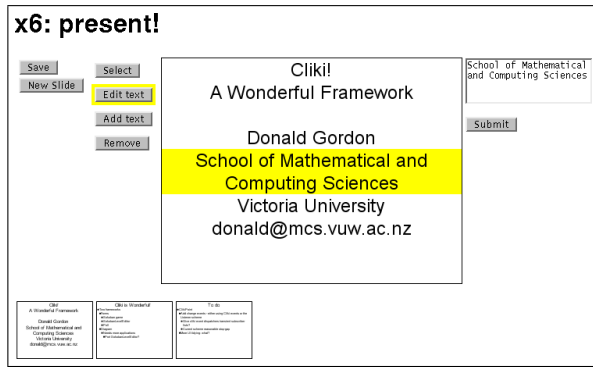 x6: present!
Save
New Slide
Select
Edit text
Add text
Remove
Cliki!
A Wonderful Framework
Donald Gordon
School of Mathematical and
Computing Sciences
Victoria University
donald@mcs.vuw.ac.nz
School of Mathematical
and Computing Sciences
Submit
Cliki!
A Wonderful Framework
Donald Gordon
School of Mathematical and
Computing Sciences
Victoria University
donald@mcs.vuw.ac.nz
Cliki is Wonderful!
To do